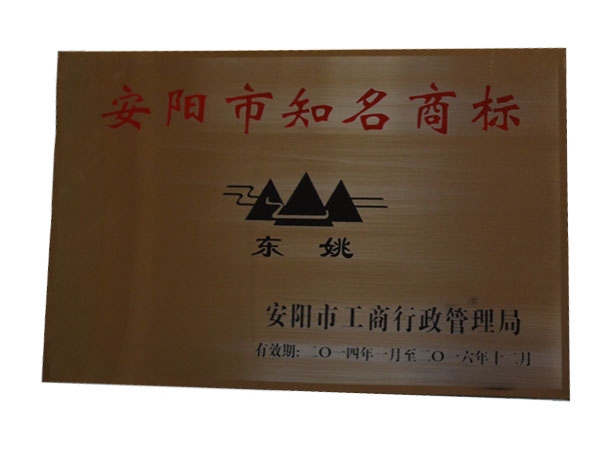 安阳市知名商标
东姚
安阳市工商行政管理局
有效期:二〇一四年一月至二〇一六年十二月